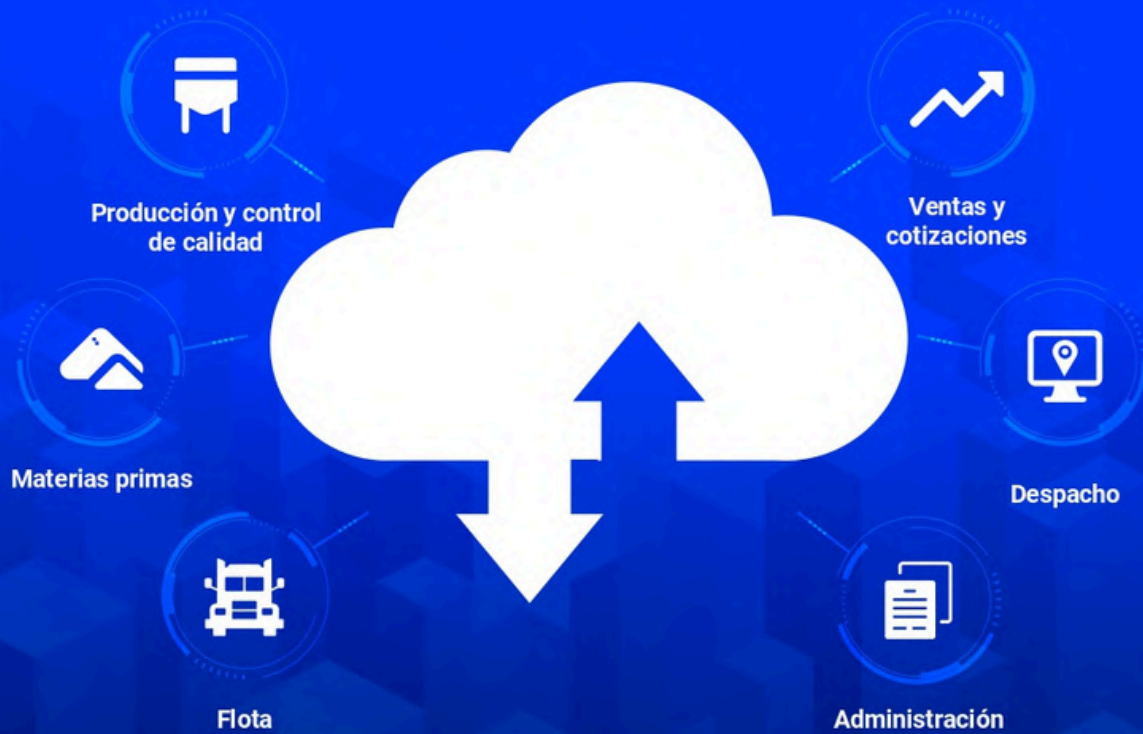 Producción y control
de calidad
Ventas y
cotizaciones
Materias primas
Despacho
Flota
Administración